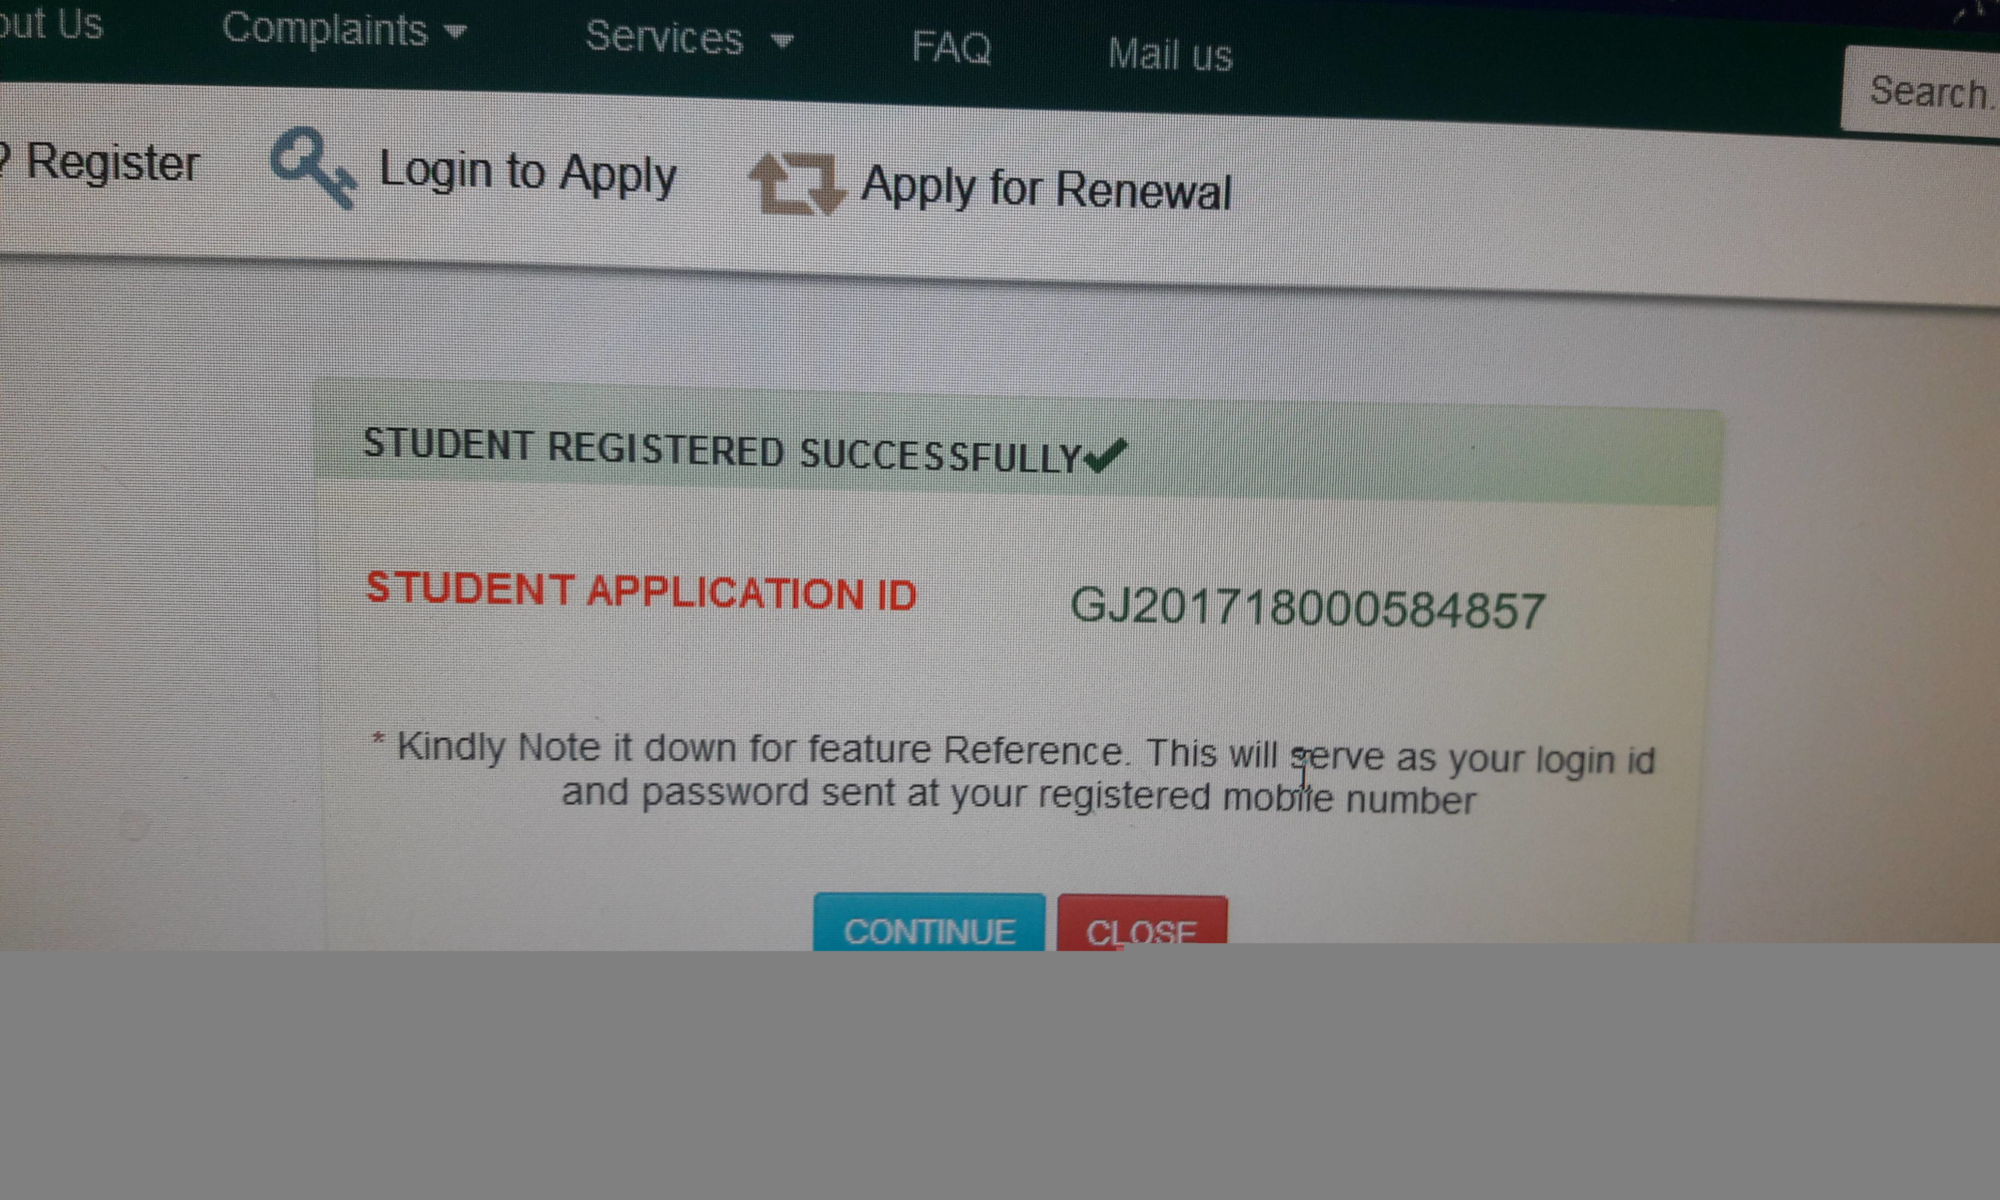 out Us Complaints Services FAQ Mail us Search.
? Register Login to Apply Apply for Renewal
STUDENT REGISTERED SUCCESSFULLY
STUDENT APPLICATION ID GJ201718000584857
* Kindly Note it down for feature Reference. This will serve as your login id
and password sent at your registered mobile number
CONTINUE CLOSE